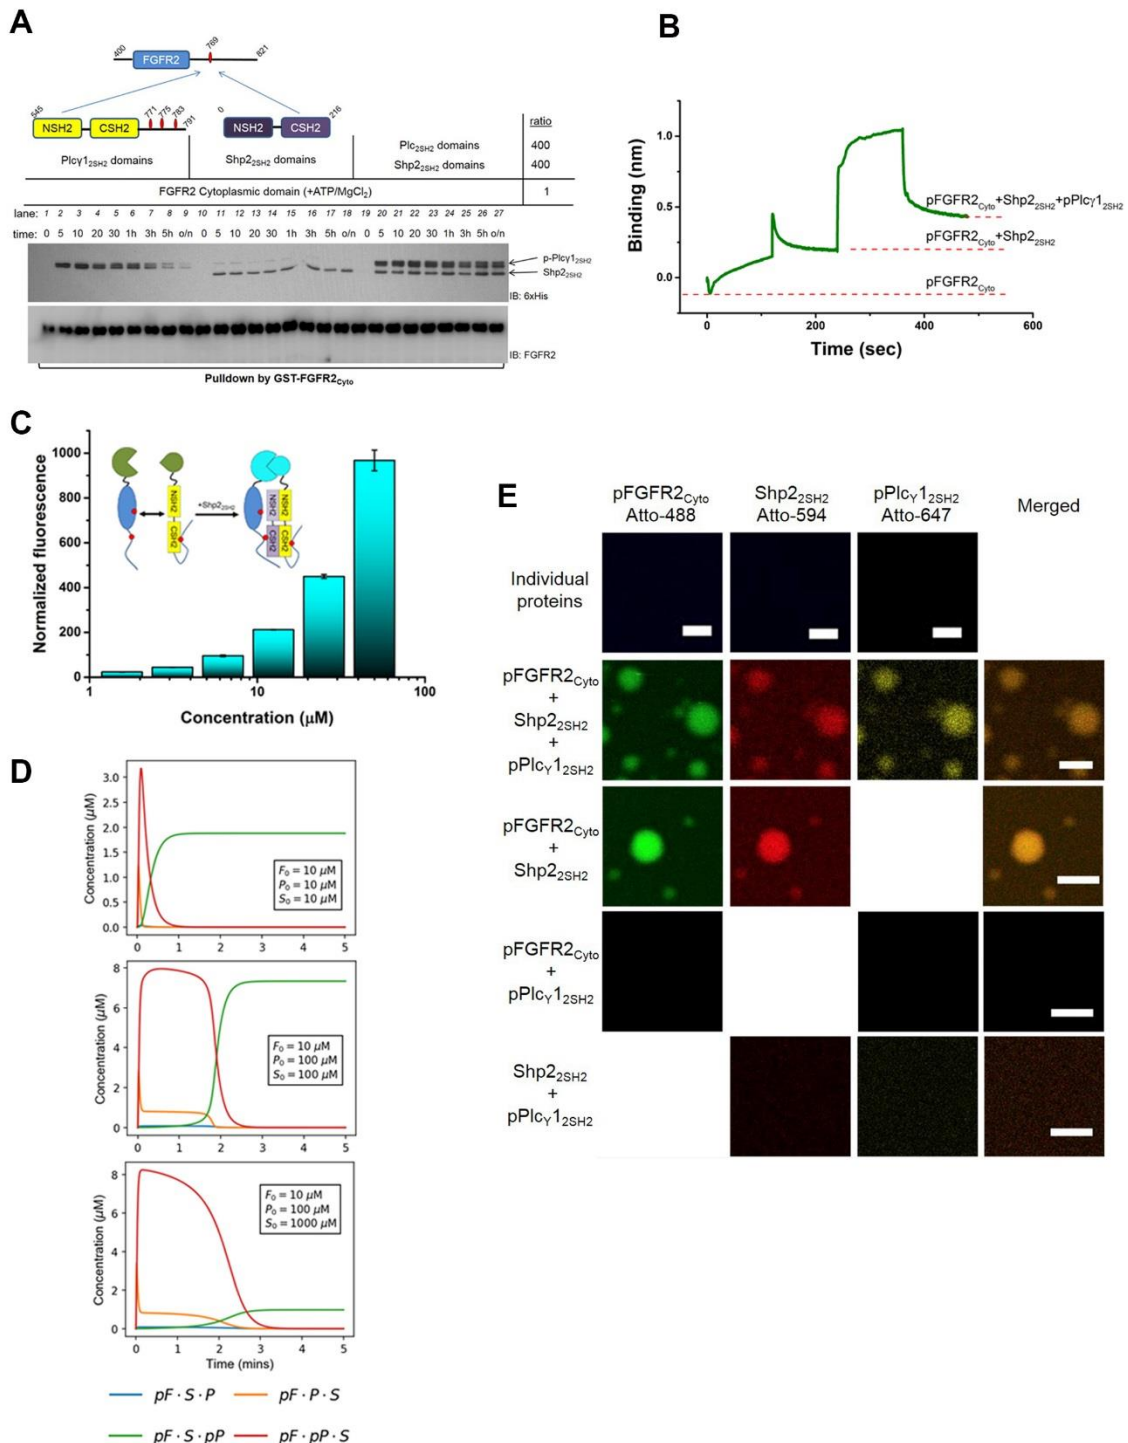 A
400
FGFR2
769
821
545
NSH2
CSH2
771
775
783
791
0
NSH2
CSH2
216
ratio
Plcγ1₂SH2 domains
Shp2₂SH2 domains
Plc₂SH2 domains
400
Shp2₂SH2 domains
400
FGFR2 Cytoplasmic domain (+ATP/MgCl₂)
1
lane: 1 2 3 4 5 6 7 8 9 10 11 12 13 14 15 16 17 18 19 20 21 22 23 24 25 26 27
time: 0 5 10 20 30 1h 3h 5h o/n 0 5 10 20 30 1h 3h 5h o/n 0 5 10 20 30 1h 3h 5h o/n
p-Plcγ1₂SH2
Shp2₂SH2
IB: 6xHis
IB: FGFR2
Pulldown by GST-FGFR2Cyto
B
Binding (nm)
1.0
0.5
0.0
pFGFR2Cyto+Shp2₂SH2+pPlcγ1₂SH2
pFGFR2Cyto+Shp2₂SH2
pFGFR2Cyto
0 200 400 600
Time (sec)
C
Normalized fluorescence
1000
800
600
400
200
0
NSH2
CSH2
+Shp2₂SH2
NSH2
NSH2
CSH2
CSH2
1 10 100
Concentration (μM)
D
Concentration (μM)
3.0
2.5
2.0
1.5
1.0
0.5
0.0
F₀ = 10 μM
P₀ = 10 μM
S₀ = 10 μM
0 1 2 3 4 5
Concentration (μM)
8
6
4
2
0
F₀ = 10 μM
P₀ = 100 μM
S₀ = 100 μM
0 1 2 3 4 5
Concentration (μM)
8
6
4
2
0
F₀ = 10 μM
P₀ = 100 μM
S₀ = 1000 μM
0 1 2 3 4 5
Time (mins)
pF · S · P
pF · P · S
pF · S · pP
pF · pP · S
E
pFGFR2Cyto
Atto-488
Shp2₂SH2
Atto-594
pPlcγ1₂SH2
Atto-647
Merged
Individual
proteins
pFGFR2Cyto
+
Shp2₂SH2
+
pPlcγ1₂SH2
pFGFR2Cyto
+
Shp2₂SH2
pFGFR2Cyto
+
pPlcγ1₂SH2
Shp2₂SH2
+
pPlcγ1₂SH2